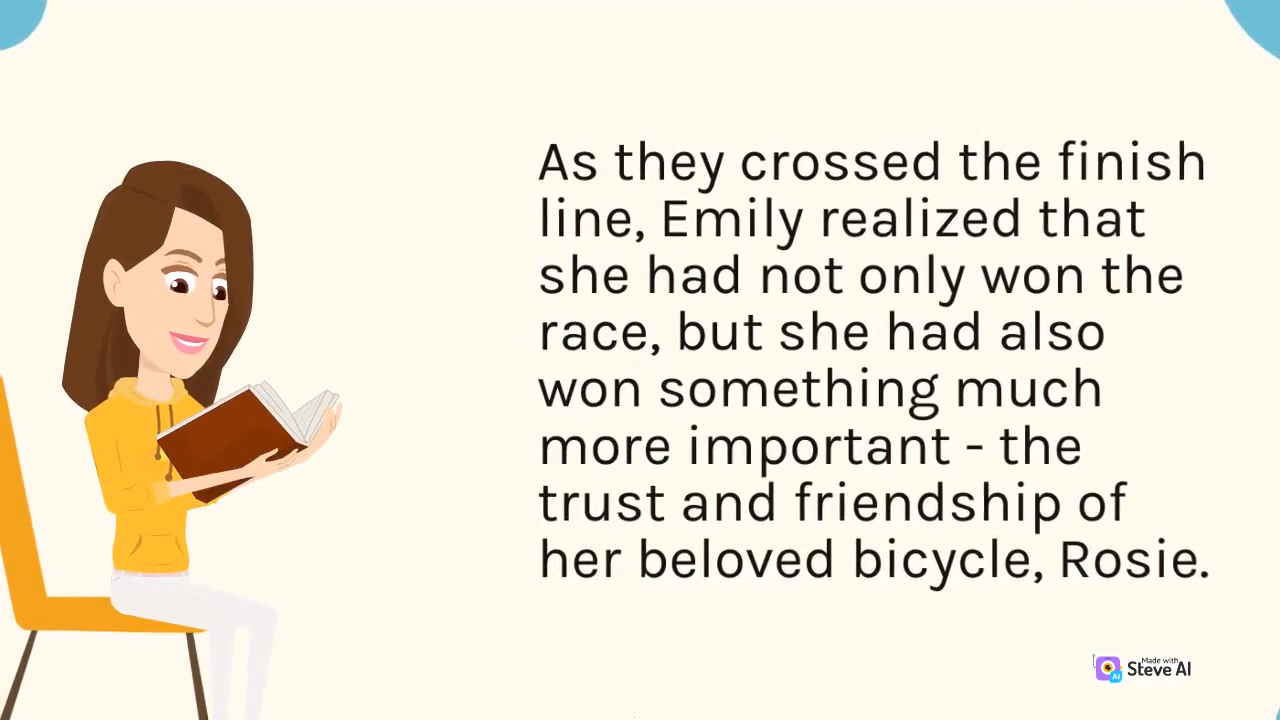 As they crossed the finish
line, Emily realized that
she had not only won the
race, but she had also
won something much
more important - the
trust and friendship of
her beloved bicycle, Rosie.
Made with
Steve AI
AI